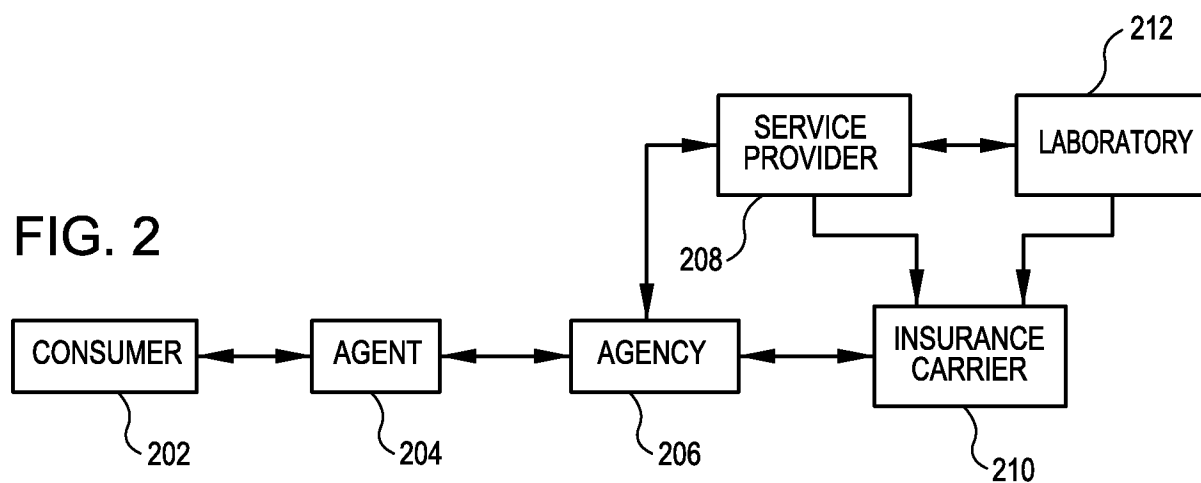 212
SERVICE
PROVIDER
LABORATORY
FIG. 2
208
CONSUMER
AGENT
AGENCY
INSURANCE
CARRIER
202
204
206
210